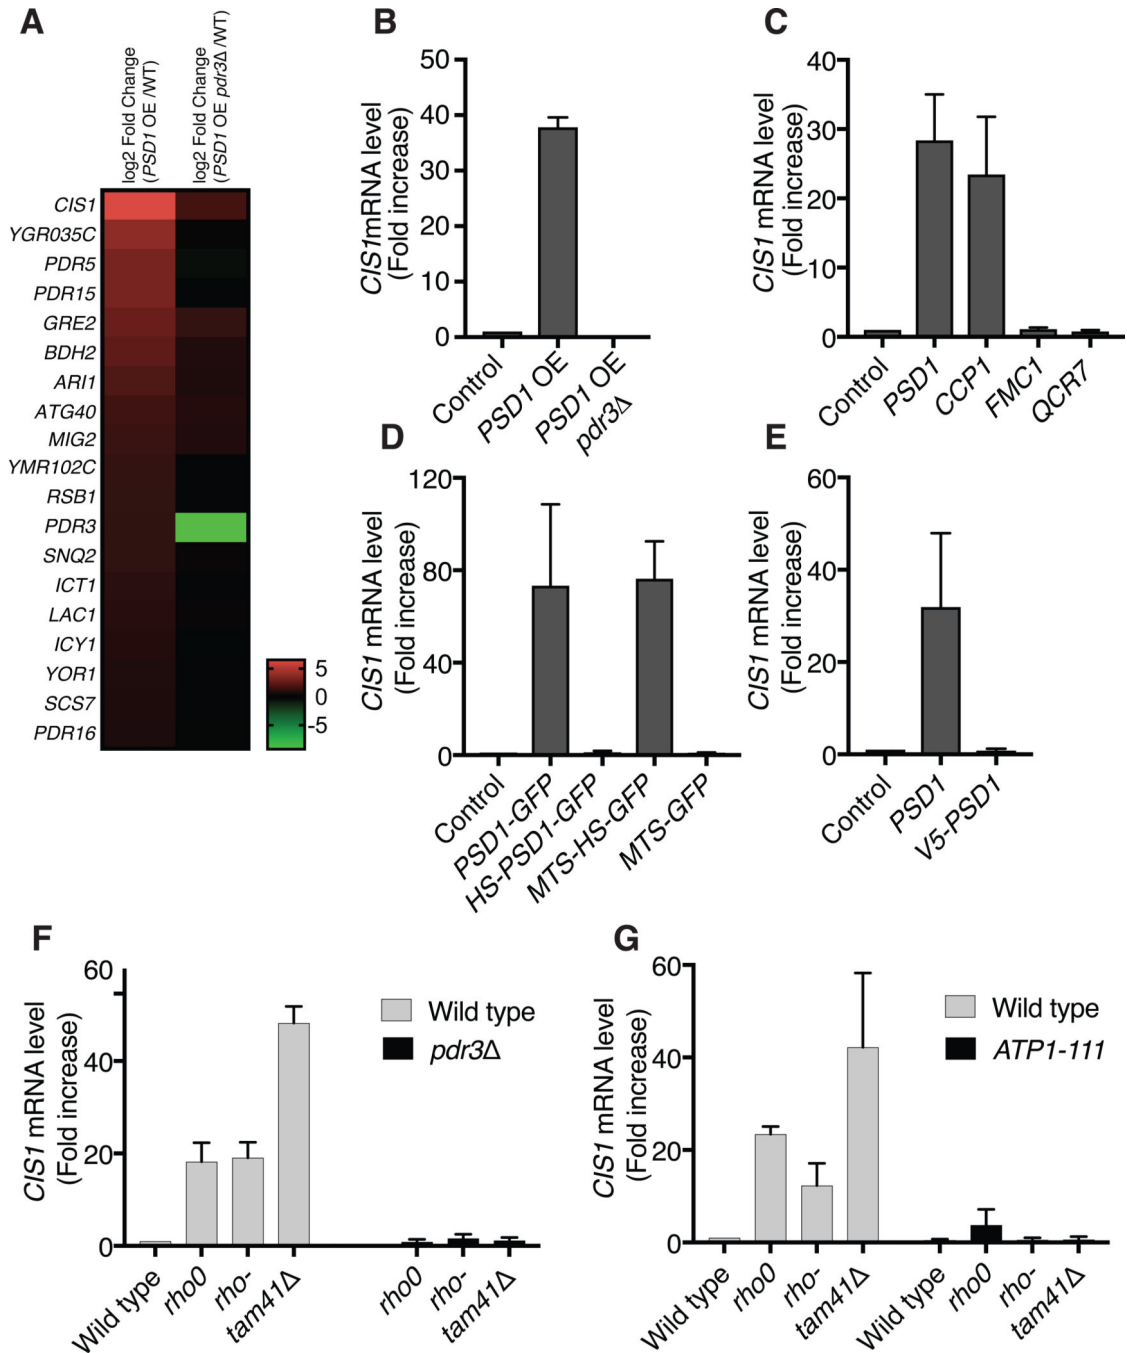 A
log2 Fold Change
(PSD1 OE /WT)
log2 Fold Change
(PSD1 OE pdr3Δ /WT)
CIS1
YGR035C
PDR5
PDR15
GRE2
BDH2
ARI1
ATG40
MIG2
YMR102C
RSB1
PDR3
SNQ2
ICT1
LAC1
ICY1
YOR1
SCS7
PDR16
5
0
-5
B
CIS1mRNA level
(Fold increase)
50
40
30
20
10
0
Control
PSD1 OE
PSD1 OE
pdr3Δ
C
CIS1 mRNA level
(Fold increase)
40
30
20
10
0
Control
PSD1
CCP1
FMC1
QCR7
D
CIS1 mRNA level
(Fold increase)
120
80
40
0
Control
PSD1-GFP
HS-PSD1-GFP
MTS-HS-GFP
MTS-GFP
E
CIS1 mRNA level
(Fold increase)
60
40
20
0
Control
PSD1
V5-PSD1
F
CIS1 mRNA level
(Fold increase)
60
40
20
0
Wild type
pdr3Δ
Wild type
rho0
rho-
tam41Δ
rho0
rho-
tam41Δ
G
CIS1 mRNA level
(Fold increase)
60
40
20
0
Wild type
ATP1-111
Wild type
rho0
rho-
tam41Δ
Wild type
rho0
rho-
tam41Δ